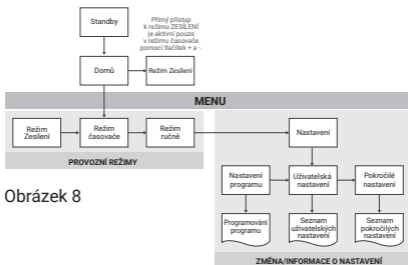 Standby
Přímý přístup
k režimu ZESÍLENÍ
je aktivní pouze
v režimu časovače
pomocí tlačítek + a -.
Domů
Režim Zesílení
MENU
Režim
Zesílení
Režim
časovače
Režim
ručně
Nastavení
PROVOZNÍ REŽIMY
Nastavení
programu
Uživatelská
nastavení
Pokročilé
nastavení
Obrázek 8
Programování
programu
Seznam
uživatelských
nastavení
Seznam
pokročilých
nastavení
ZMĚNA/INFORMACE O NASTAVENÍ